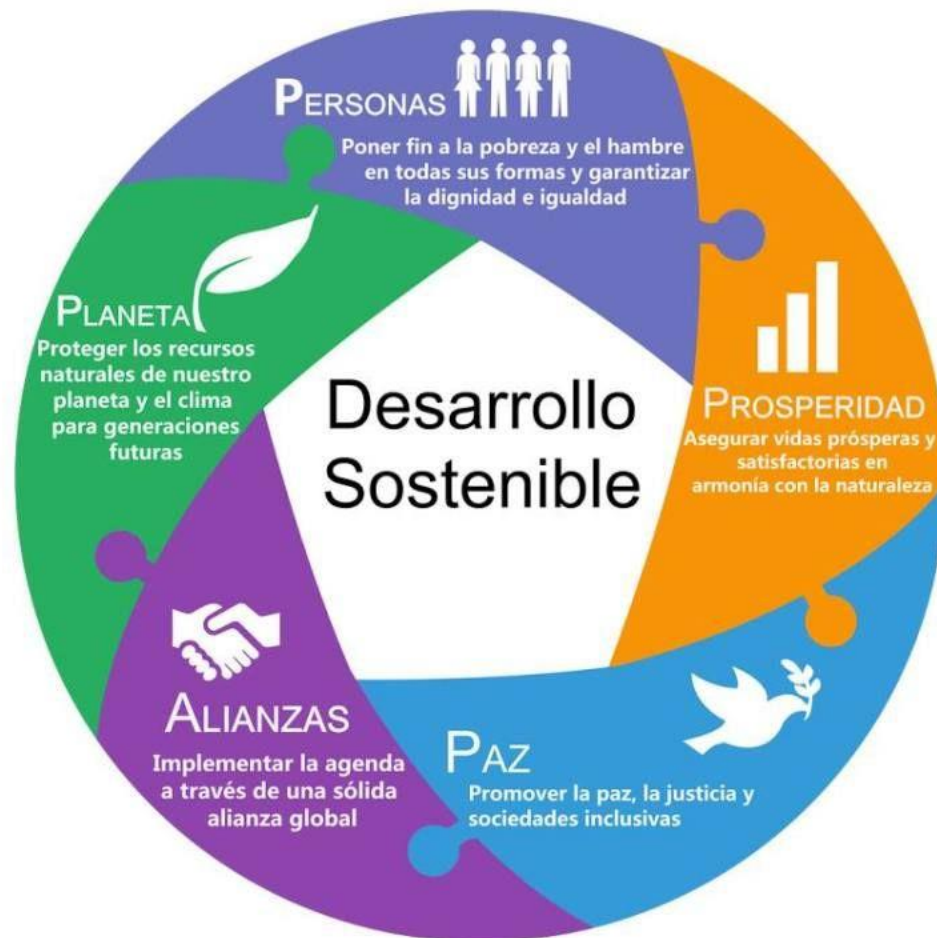 PERSONAS
Poner fin a la pobreza y el hambre
en todas sus formas y garantizar
la dignidad e igualdad
PLANETA
Proteger los recursos
naturales de nuestro
planeta y el clima
para generaciones
futuras
Desarrollo
Sostenible
PROSPERIDAD
Asegurar vidas prósperas y
satisfactorias en
armonía con la naturaleza
ALIANZAS
Implementar la agenda
a través de una sólida
alianza global
PAZ
Promover la paz, la justicia y
sociedades inclusivas